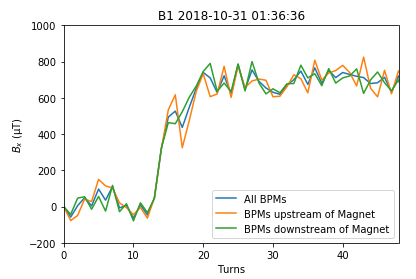 B1 2018-10-31 01:36:36
1000
800
600
400
200
0
−200
Bx (μT)
0
10
20
30
40
Turns
All BPMs
BPMs upstream of Magnet
BPMs downstream of Magnet